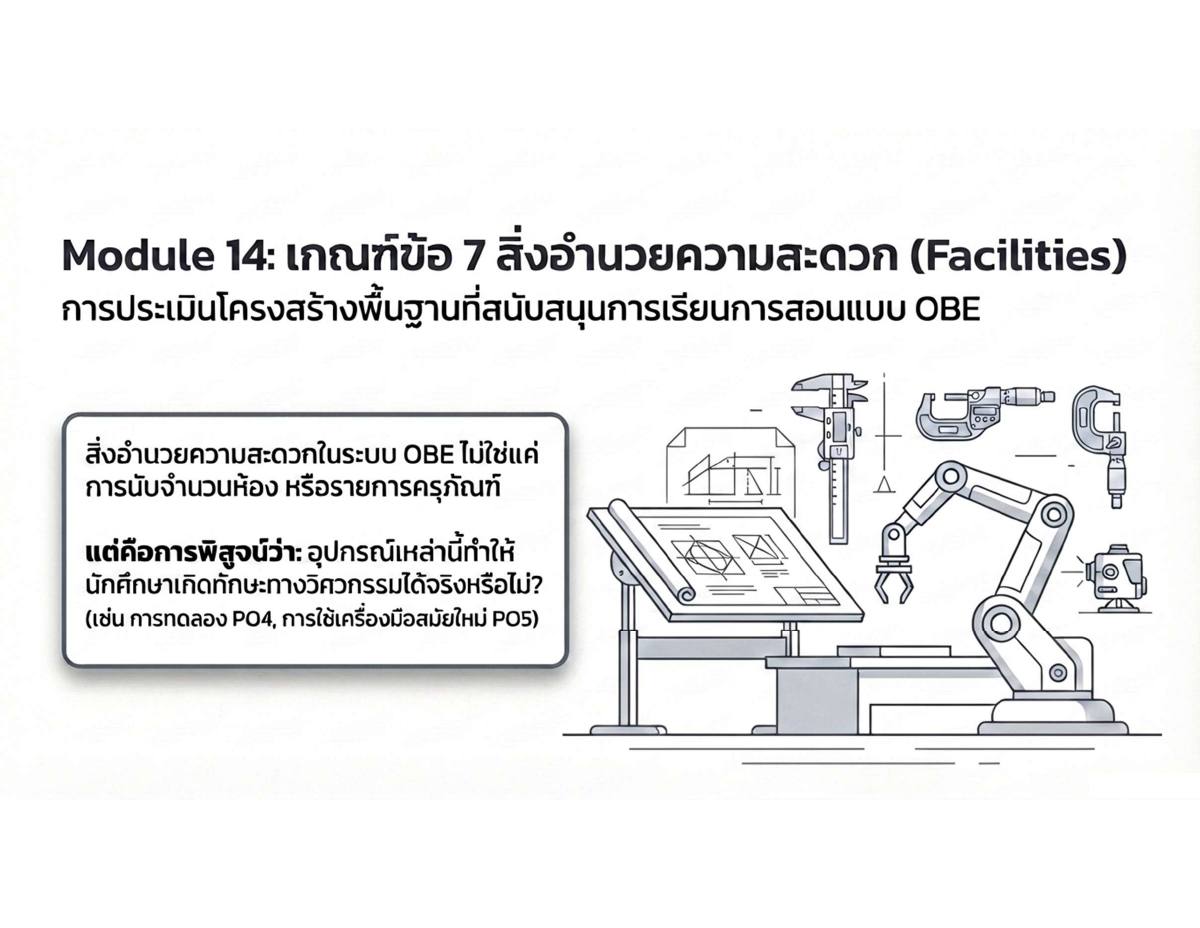 Module 14: เกณฑ์ข้อ 7 สิ่งอำนวยความสะดวก (Facilities)
การประเมินโครงสร้างพื้นฐานที่สนับสนุนการเรียนการสอนแบบ OBE
สิ่งอำนวยความสะดวกในระบบ OBE ไม่ใช่แค่
การนับจำนวนห้อง หรือรายการครุภัณฑ์
แต่คือการพิสูจน์ว่า: อุปกรณ์เหล่านี้ทำให้
นักศึกษาเกิดทักษะทางวิศวกรรมได้จริงหรือไม่?
(เช่น การทดลอง PO4, การใช้เครื่องมือสมัยใหม่ PO5)